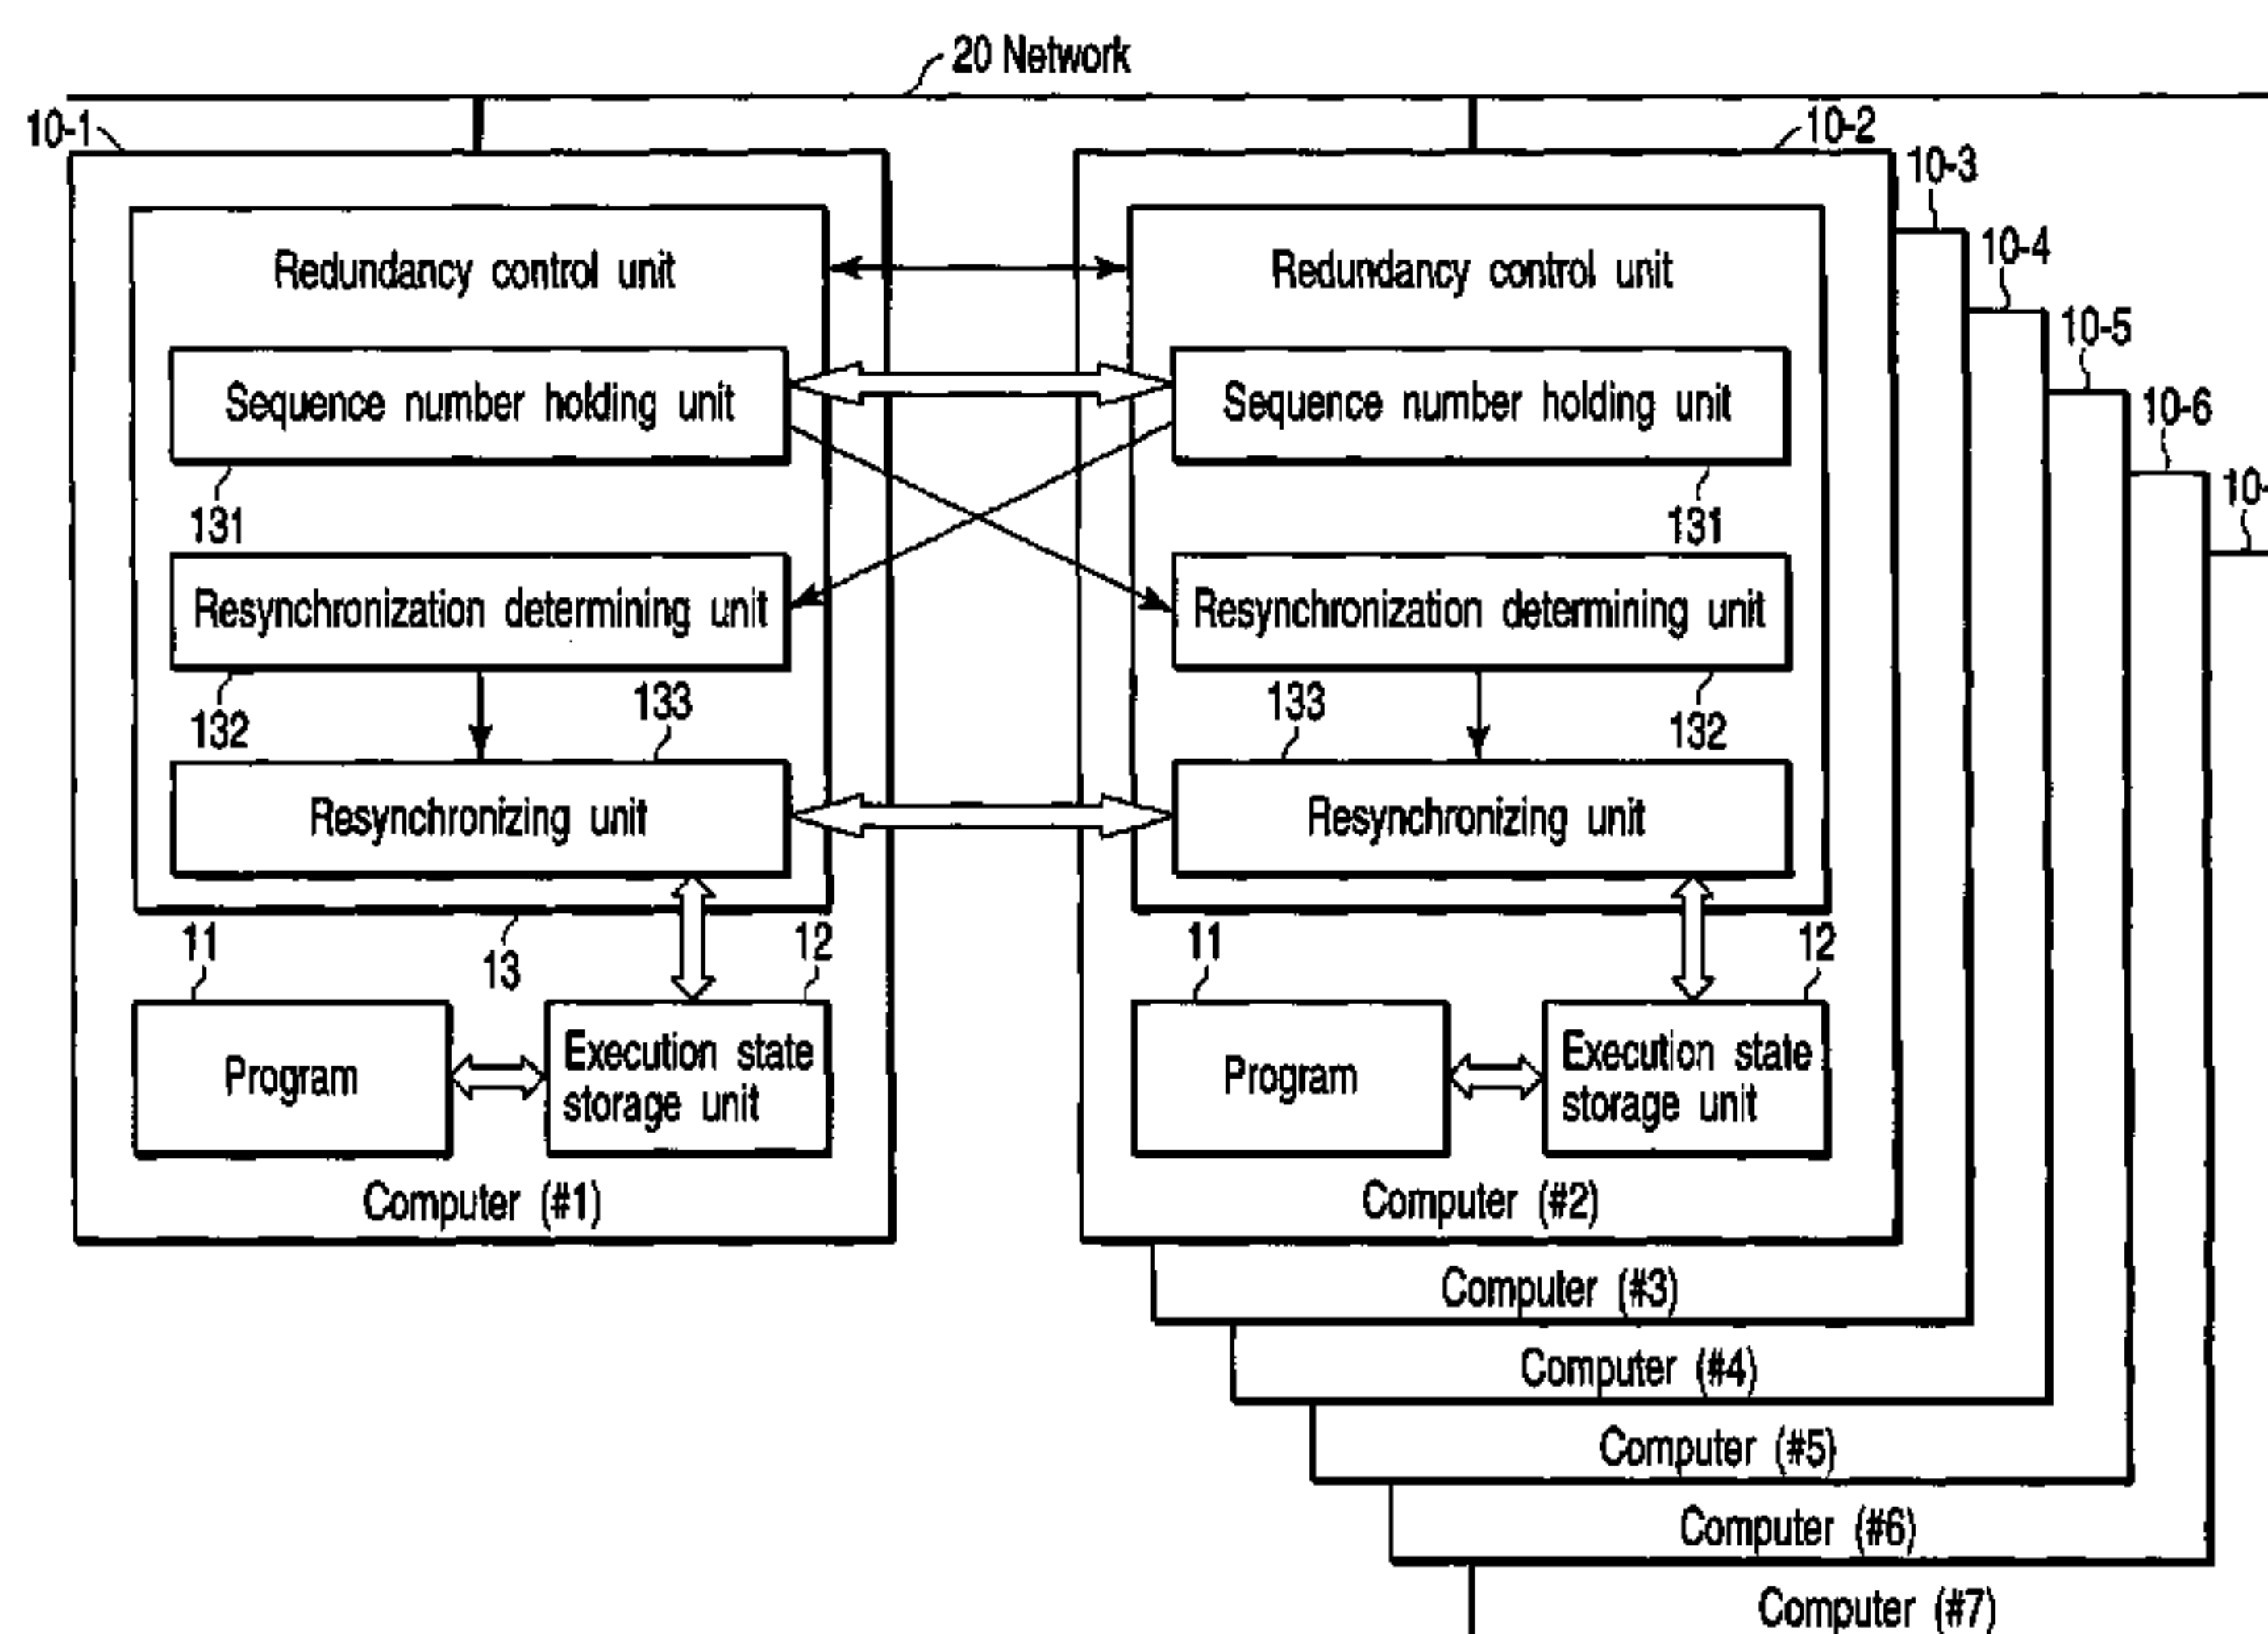 20 Network
10-1
10-2
10-3
10-4
10-5
10-6
10-
Redundancy control unit
Sequence number holding unit
131
Resynchronization determining unit
132
133
Resynchronizing unit
13
11
12
Program
Execution state
storage unit
Computer (#1)
Redundancy control unit
Sequence number holding unit
131
Resynchronization determining unit
133
132
Resynchronizing unit
11
12
Program
Execution state
storage unit
Computer (#2)
Computer (#3)
Computer (#4)
Computer (#5)
Computer (#6)
Computer (#7)